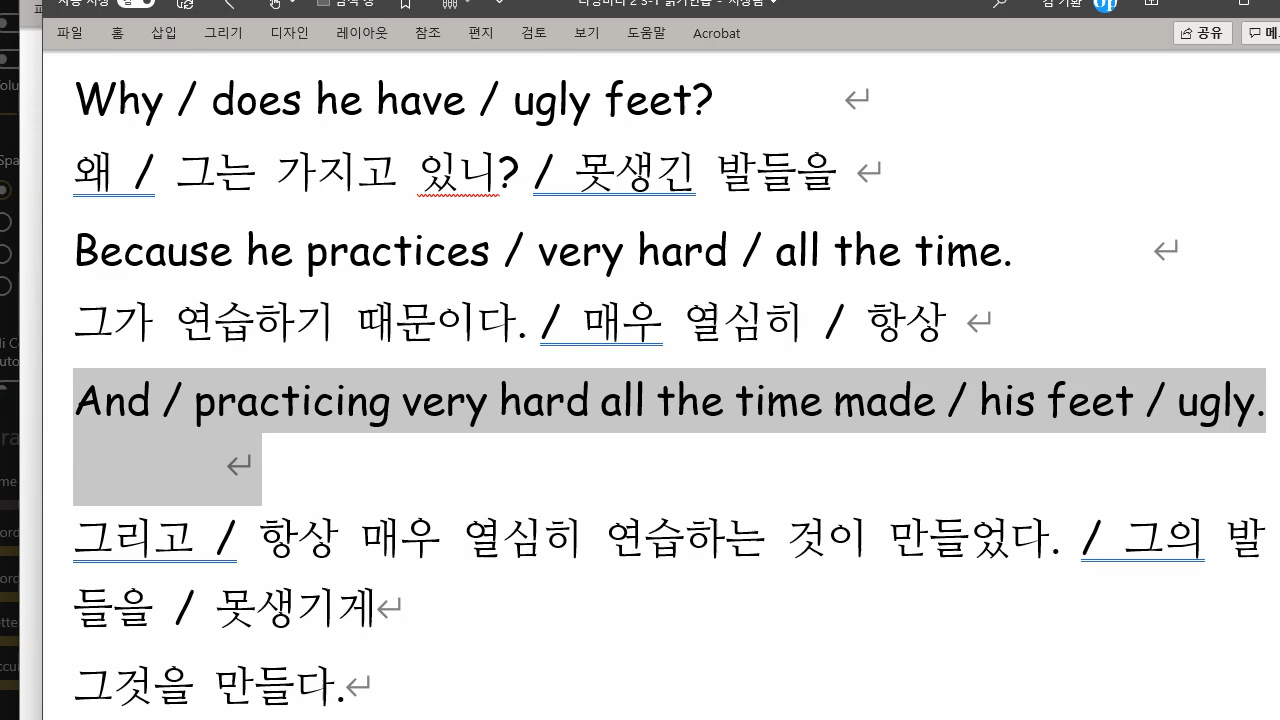 파일 홈 삽입 그리기 디자인 레이아웃 참조 편지 검토 보기 도움말 Acrobat 공유
Why / does he have / ugly feet?
왜 / 그는 가지고 있니? / 못생긴 발들을
Because he practices / very hard / all the time.
그가 연습하기 때문이다. / 매우 열심히 / 항상
And / practicing very hard all the time made / his feet / ugly.
그리고 / 항상 매우 열심히 연습하는 것이 만들었다. / 그의 발
들을 / 못생기게
그것을 만들다.